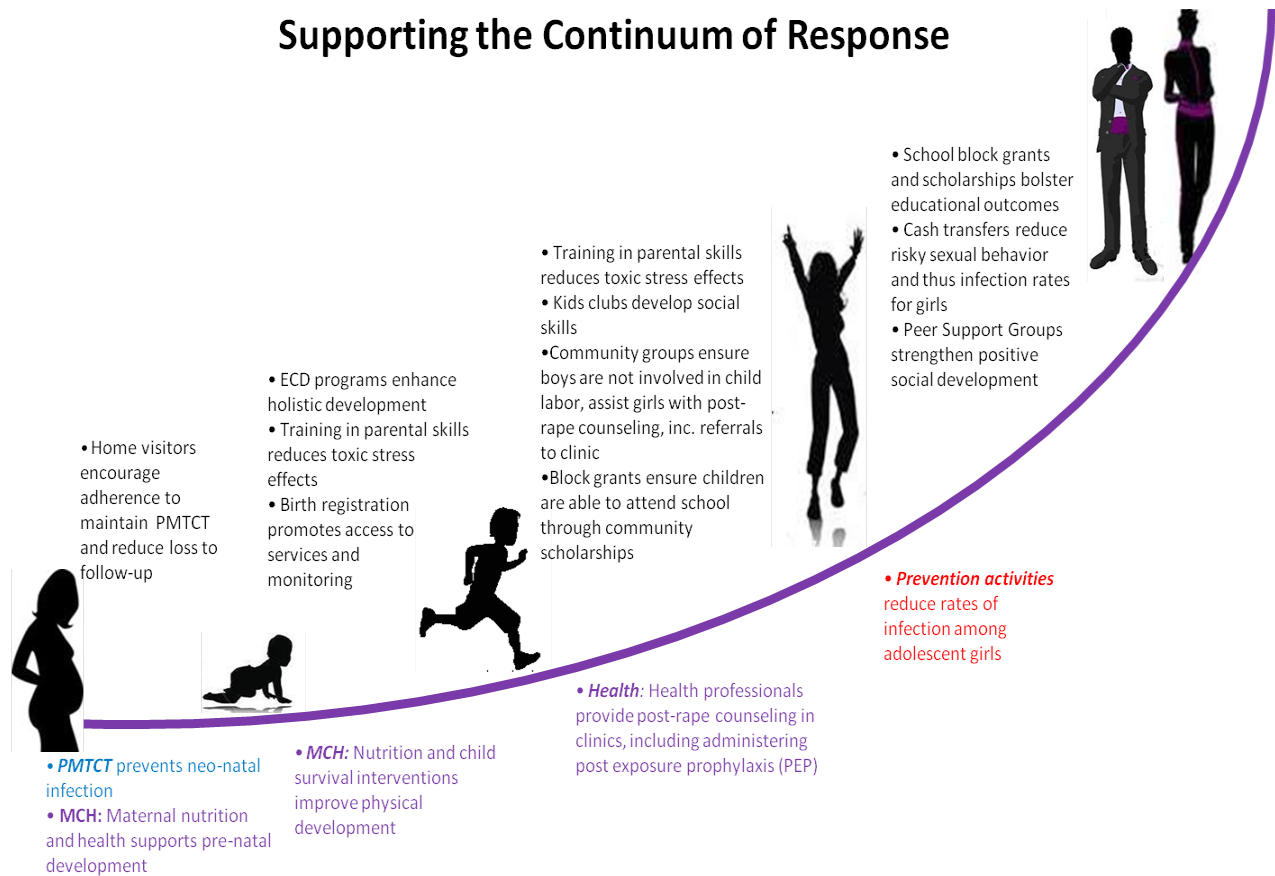 Supporting the Continuum of Response
• Home visitors
encourage
adherence to
maintain PMTCT
and reduce loss to
follow-up
• ECD programs enhance
holistic development
• Training in parental skills
reduces toxic stress
effects
• Birth registration
promotes access to
services and
monitoring
• Training in parental skills
reduces toxic stress effects
• Kids clubs develop social
skills
•Community groups ensure
boys are not involved in child
labor, assist girls with post-
rape counseling, inc. referrals
to clinic
•Block grants ensure children
are able to attend school
through community
scholarships
• School block grants
and scholarships bolster
educational outcomes
• Cash transfers reduce
risky sexual behavior
and thus infection rates
for girls
• Peer Support Groups
strengthen positive
social development
• PMTCT prevents neo-natal
infection
• MCH: Maternal nutrition
and health supports pre-natal
development
• MCH: Nutrition and child
survival interventions
improve physical
development
• Health: Health professionals
provide post-rape counseling in
clinics, including administering
post exposure prophylaxis (PEP)
• Prevention activities
reduce rates of
infection among
adolescent girls